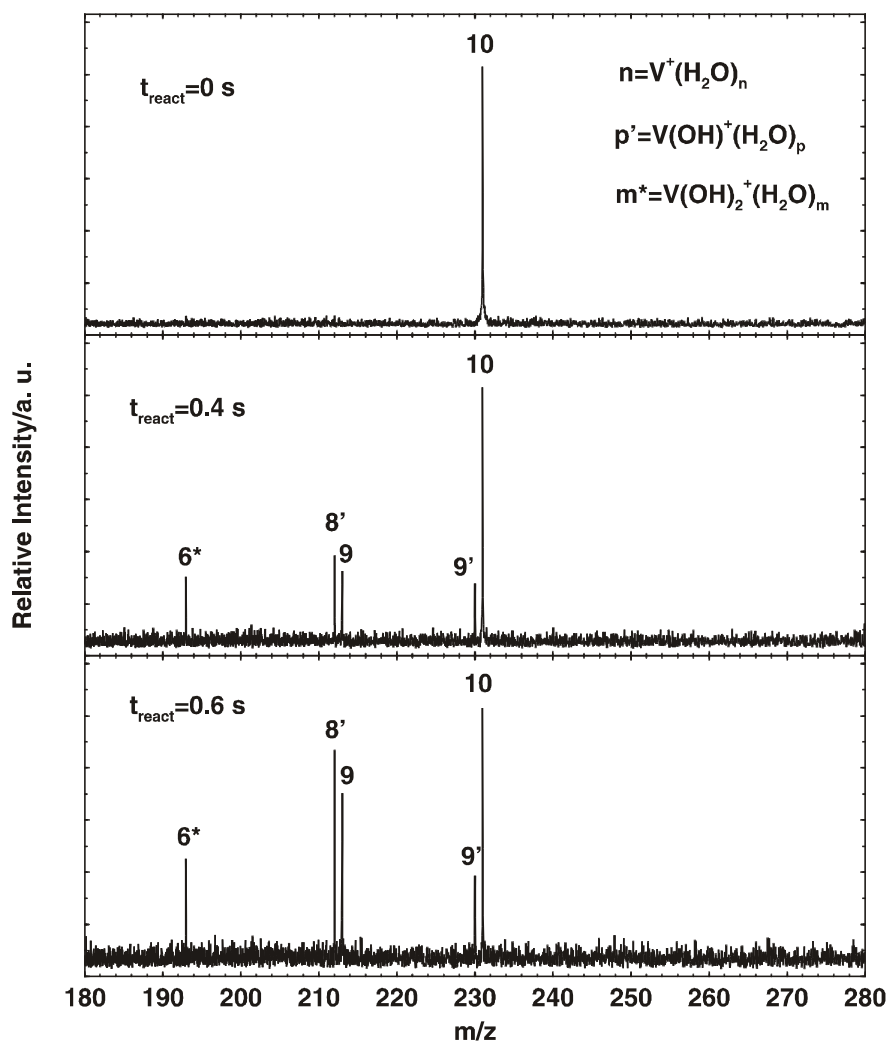 10
t_react=0 s
n=V⁺(H₂O)ₙ
p’=V(OH)⁺(H₂O)ₚ
m*=V(OH)₂⁺(H₂O)ₘ
10
t_react=0.4 s
8’
9
6*
9’
10
t_react=0.6 s
8’
9
6*
9’
180 190 200 210 220 230 240 250 260 270 280
m/z
Relative Intensity/a. u.